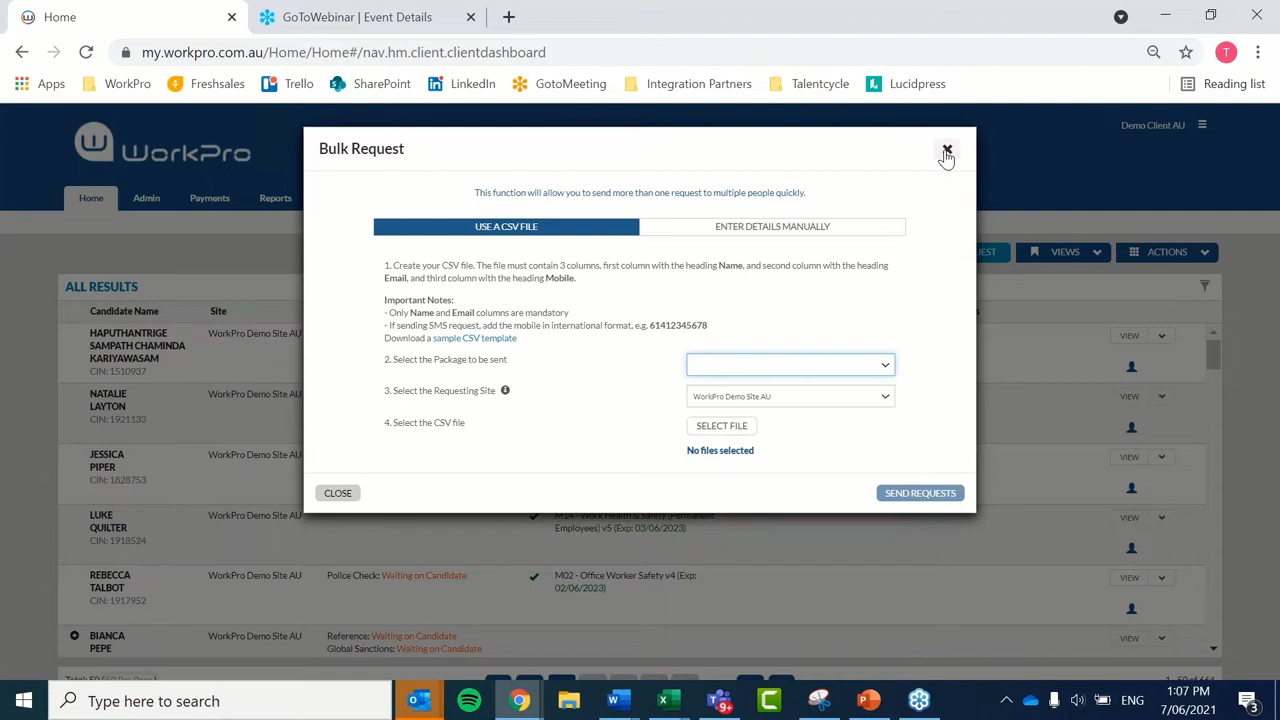 Home
GoToWebinar | Event Details
my.workpro.com.au/Home/Home#/nav.hm.client.clientdashboard
T
Apps
WorkPro
Freshsales
Trello
SharePoint
LinkedIn
GotoMeeting
Integration Partners
Talentcycle
Lucidpress
Reading list
WORKPRO
Demo Client AU
Home
Admin
Payments
Reports
VIEWS
ACTIONS
ALL RESULTS
Candidate Name
Site
Bulk Request
This function will allow you to send more than one request to multiple people quickly.
USE A CSV FILE
ENTER DETAILS MANUALLY
1. Create your CSV file. The file must contain 3 columns, first column with the heading Name, and second column with the heading
Email, and third column with the heading Mobile.
Important Notes:
- Only Name and Email columns are mandatory
- If sending SMS request, add the mobile in international format, e.g. 61412345678
Download a sample CSV template
2. Select the Package to be sent
3. Select the Requesting Site
WorkPro Demo Site AU
4. Select the CSV file
SELECT FILE
No files selected
CLOSE
SEND REQUESTS
HAPUTHANTRIGE
SAMPATH CHAMINDA
KARIYAWASAM
CIN: 1510937
WorkPro Demo Site AU
VIEW
NATALIE
LAYTON
CIN: 1921133
WorkPro Demo Site AU
VIEW
JESSICA
PIPER
CIN: 1828753
WorkPro Demo Site AU
VIEW
LUKE
QUILTER
CIN: 1918524
WorkPro Demo Site AU
M14 - Work Health & Safety (Permanent
Employees) v5 (Exp: 03/06/2023)
VIEW
REBECCA
TALBOT
CIN: 1917952
WorkPro Demo Site AU
Police Check: Waiting on Candidate
M02 - Office Worker Safety v4 (Exp:
02/06/2023)
VIEW
BIANCA
PEPE
WorkPro Demo Site AU
Reference: Waiting on Candidate
Global Sanctions: Waiting on Candidate
VIEW
Type here to search
ENG
1:07 PM
7/06/2021